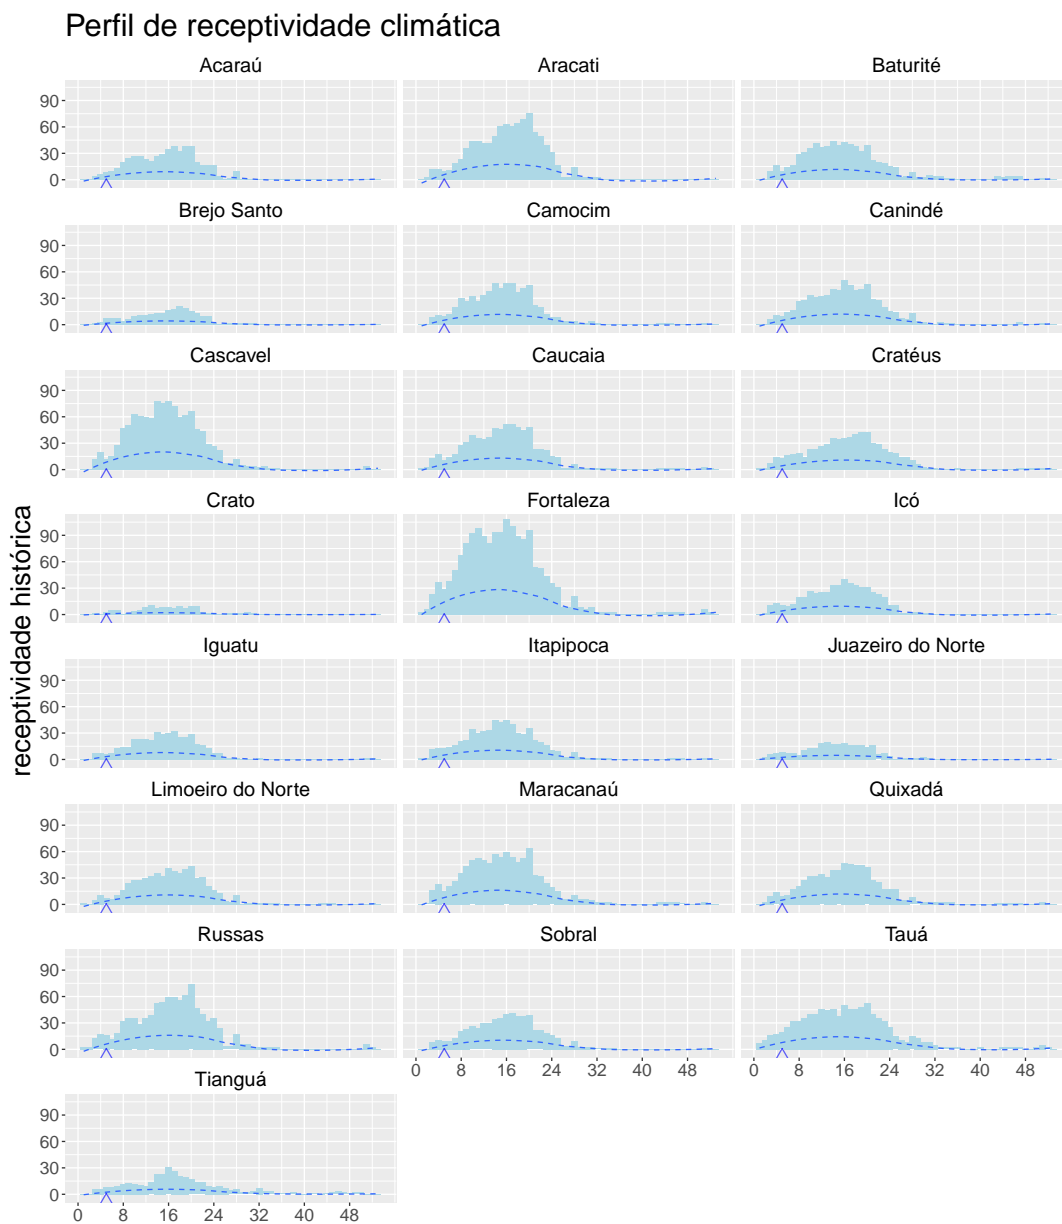 Perfil de receptividade climática
Acaraú Aracati Baturité
90
60
30
0
Brejo Santo Camocim Canindé
90
60
30
0
Cascavel Caucaia Cratéus
90
60
30
0
Crato Fortaleza Icó
90
60
30
0
receptividade histórica
Iguatu Itapipoca Juazeiro do Norte
90
60
30
0
Limoeiro do Norte Maracanaú Quixadá
90
60
30
0
Russas Sobral Tauá
90
60
30
0
0 8 16 24 32 40 48 0 8 16 24 32 40 48
Tianguá
90
60
30
0
0 8 16 24 32 40 48